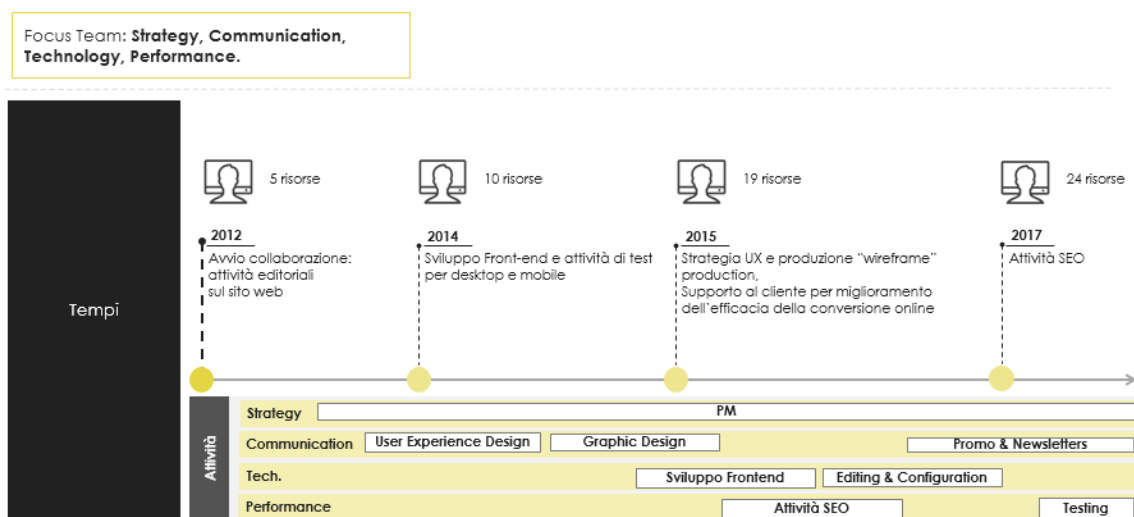 Focus Team: Strategy, Communication,
Technology, Performance.
Tempi
5 risorse
10 risorse
19 risorse
24 risorse
2012
Avvio collaborazione:
attività editoriali
sul sito web
2014
Sviluppo Front-end e attività di test
per desktop e mobile
2015
Strategia UX e produzione “wireframe”
production,
Supporto al cliente per miglioramento
dell’efficacia della conversione online
2017
Attività SEO
Attività
Strategy
PM
Communication
User Experience Design
Graphic Design
Promo & Newsletters
Tech.
Sviluppo Frontend
Editing & Configuration
Performance
Attività SEO
Testing